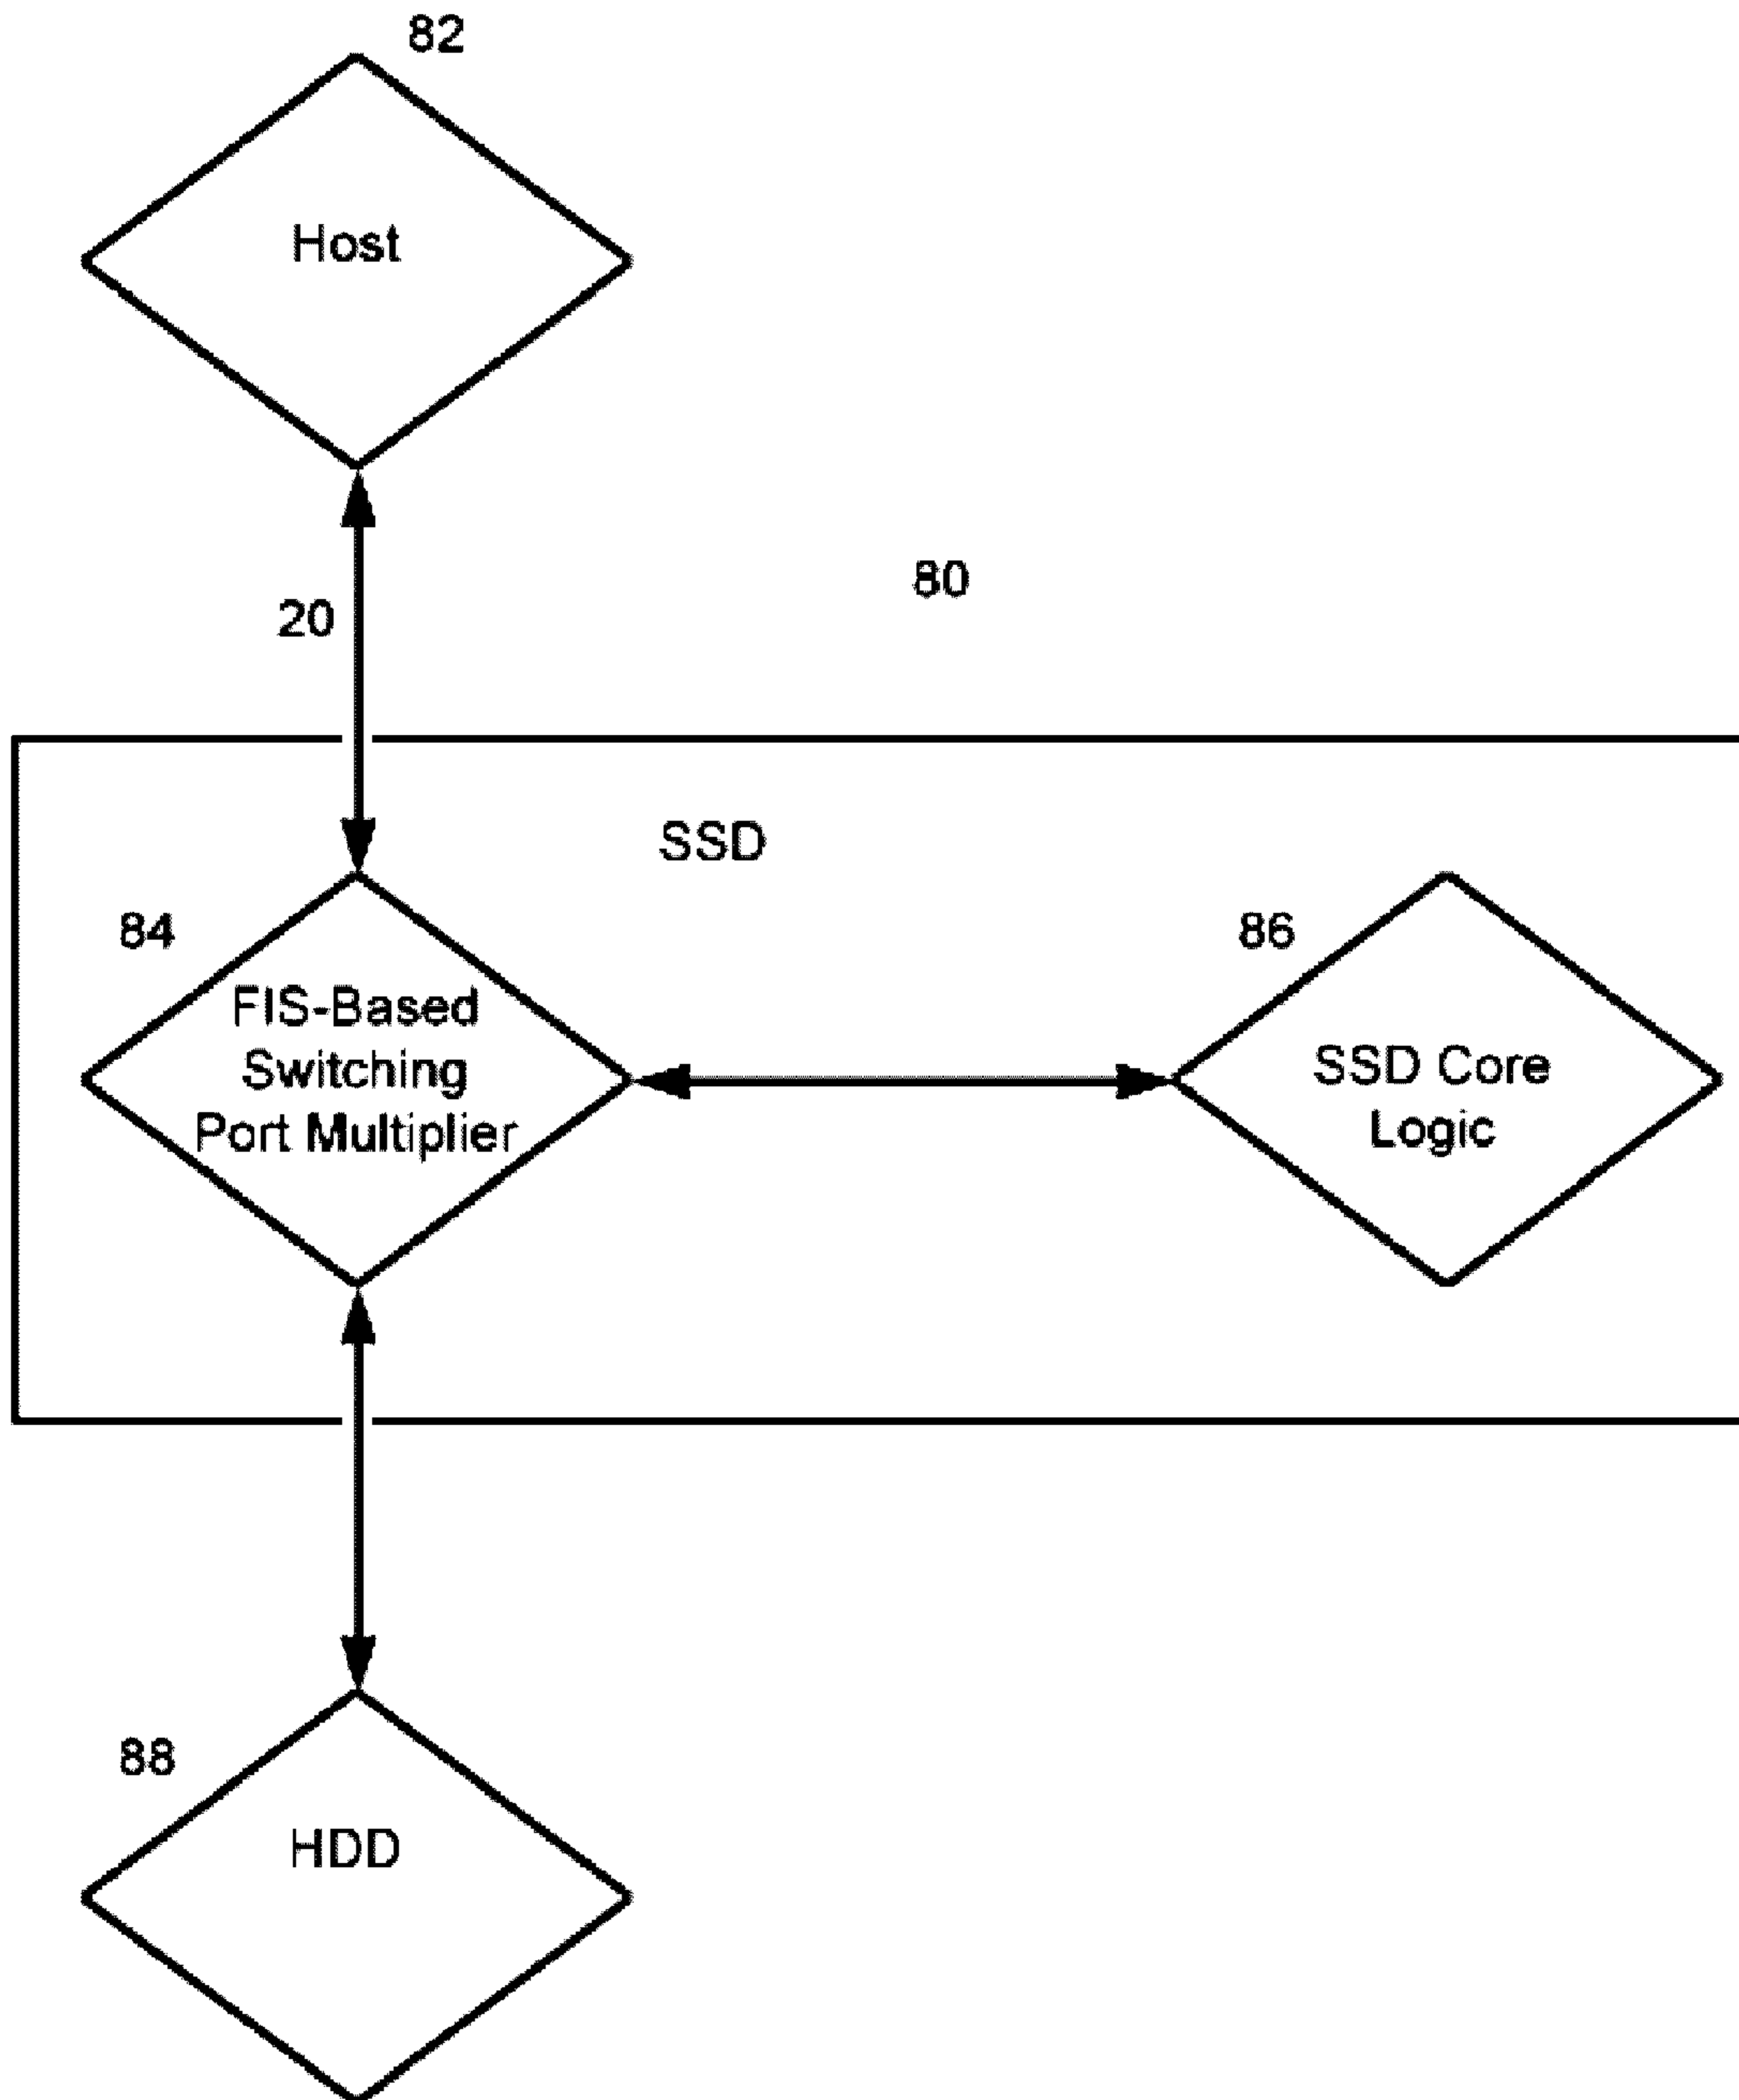 82
Host
20
80
SSD
84
86
FIS-Based
Switching
Port Multiplier
SSD Core
Logic
88
HDD